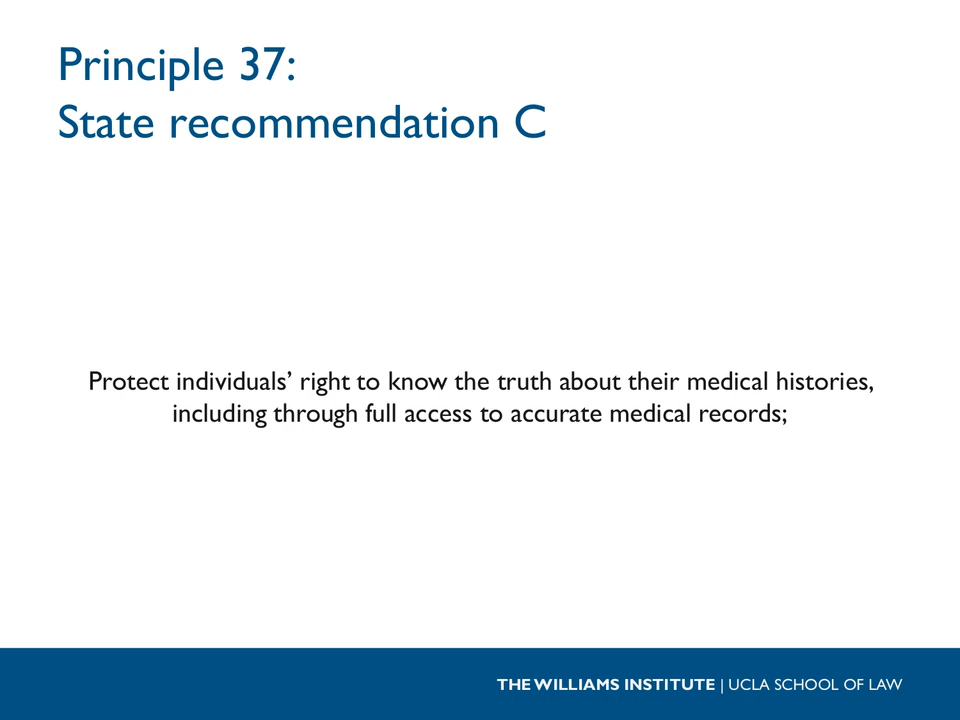 Principle 37:
State recommendation C
Protect individuals’ right to know the truth about their medical histories,
including through full access to accurate medical records;
THE WILLIAMS INSTITUTE | UCLA SCHOOL OF LAW